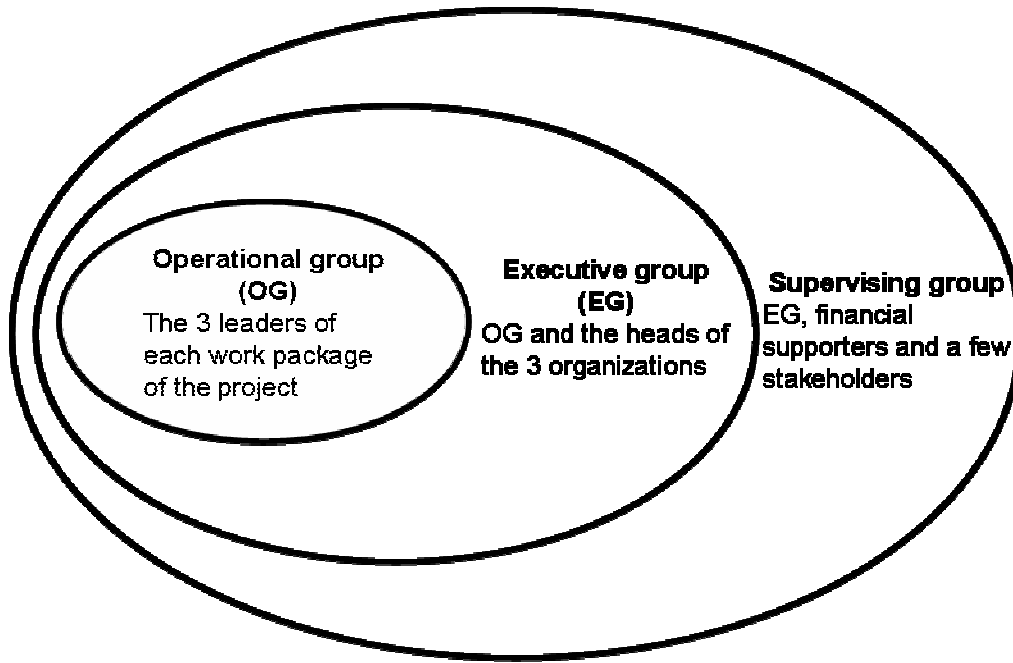 Operational group
(OG)
The 3 leaders of
each work package
of the project
Executive group
(EG)
OG and the heads of
the 3 organizations
Supervising group
EG, financial
supporters and a few
stakeholders